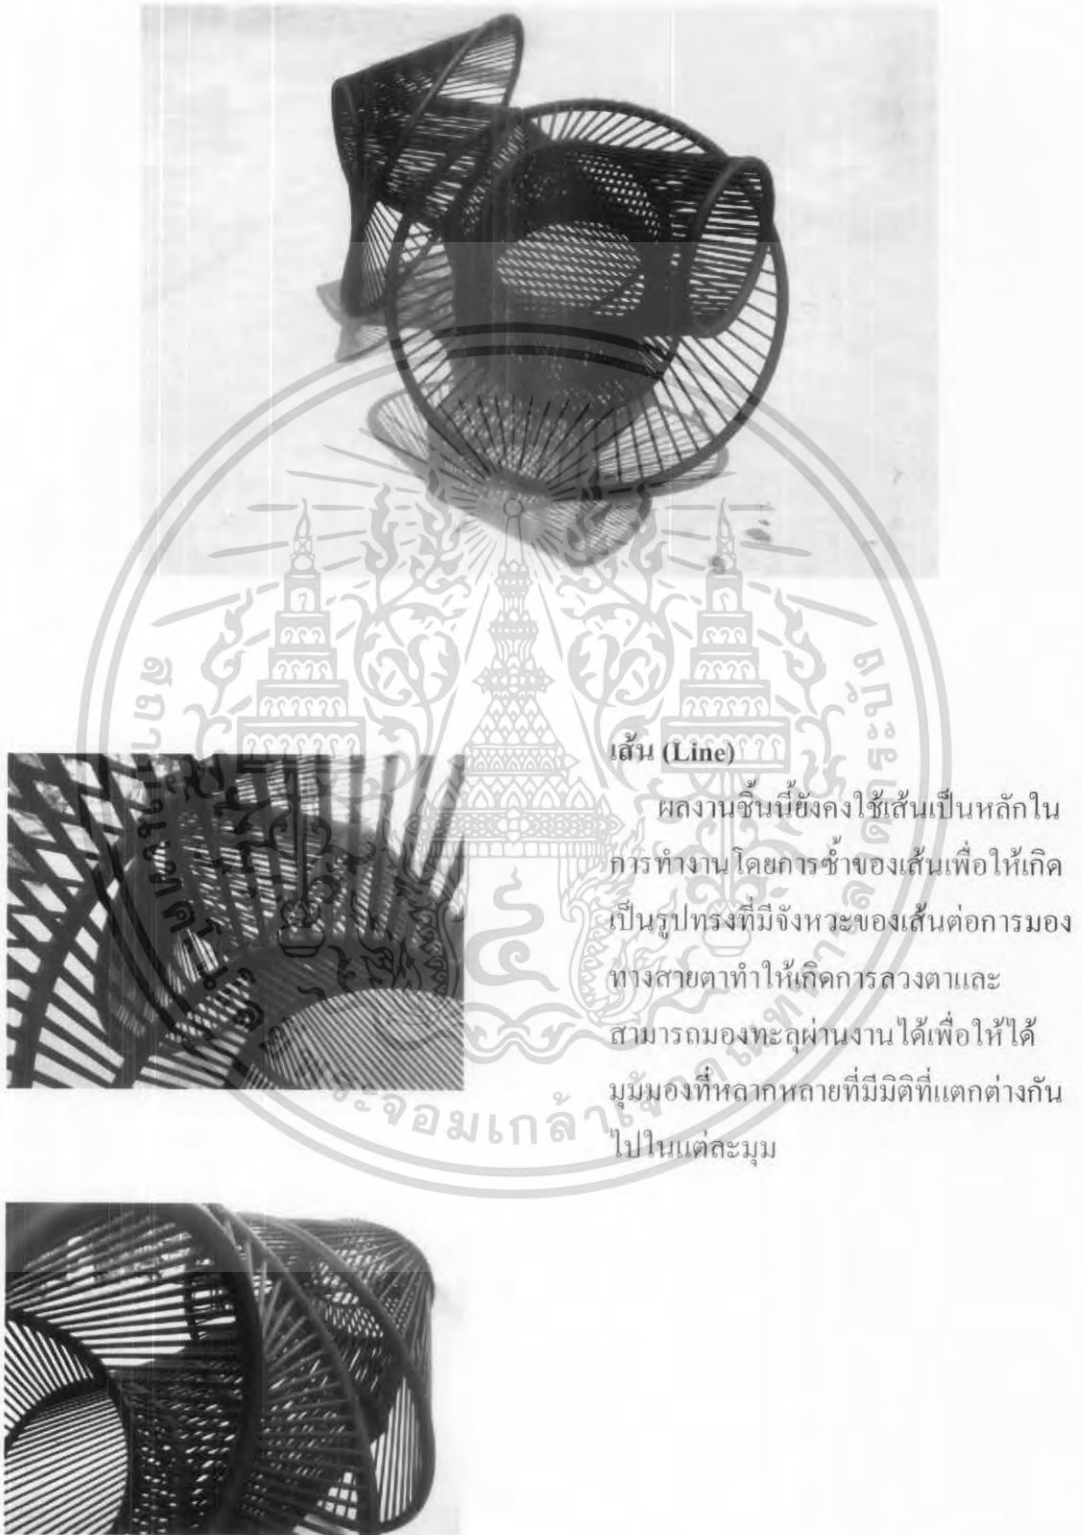 เส้น (Line)
ผลงานชิ้นนี้ยังคงใช้เส้นเป็นหลักใน
การทำงานโดยการซ้ำของเส้นเพื่อให้เกิด
เป็นรูปทรงที่มีจังหวะของเส้นต่อการมอง
ทางสายตาทำให้เกิดการลวงตาและ
สามารถมองทะลุผ่านงานได้เพื่อให้ได้
มุมมองที่หลากหลายที่มีมิติที่แตกต่างกัน
ไปในแต่ละมุม